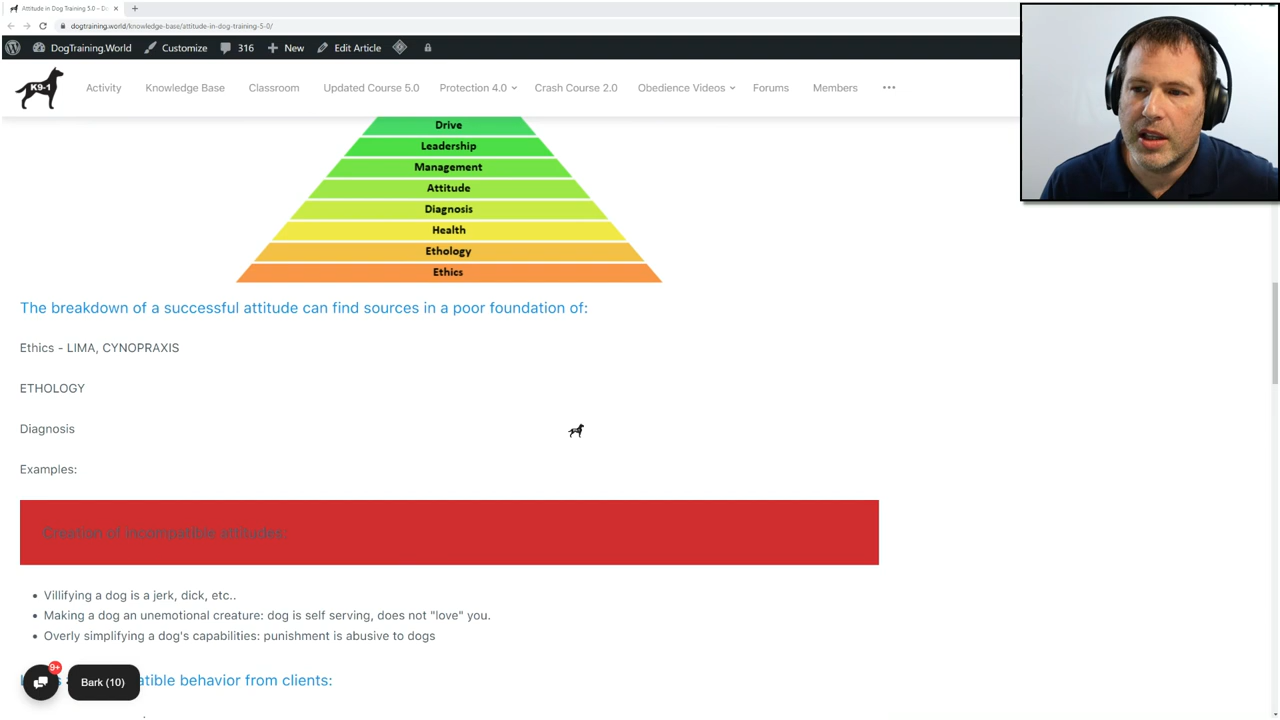 Attitude in Dog Training 5.0 – D
dogtraining.world/knowledge-base/attitude-in-dog-training-5-0/
DogTraining.World Customize 316 New Edit Article
K9-1 Activity Knowledge Base Classroom Updated Course 5.0 Protection 4.0 Crash Course 2.0 Obedience Videos Forums Members
Drive
Leadership
Management
Attitude
Diagnosis
Health
Ethology
Ethics
The breakdown of a successful attitude can find sources in a poor foundation of:
Ethics - LIMA, CYNOPRAXIS
ETHOLOGY
Diagnosis
Examples:
Creation of incompatible attitudes:
Villifying a dog is a jerk, dick, etc..
Making a dog an unemotional creature: dog is self serving, does not "love" you.
Overly simplifying a dog's capabilities: punishment is abusive to dogs
behavior from clients:
9+
Bark (10)